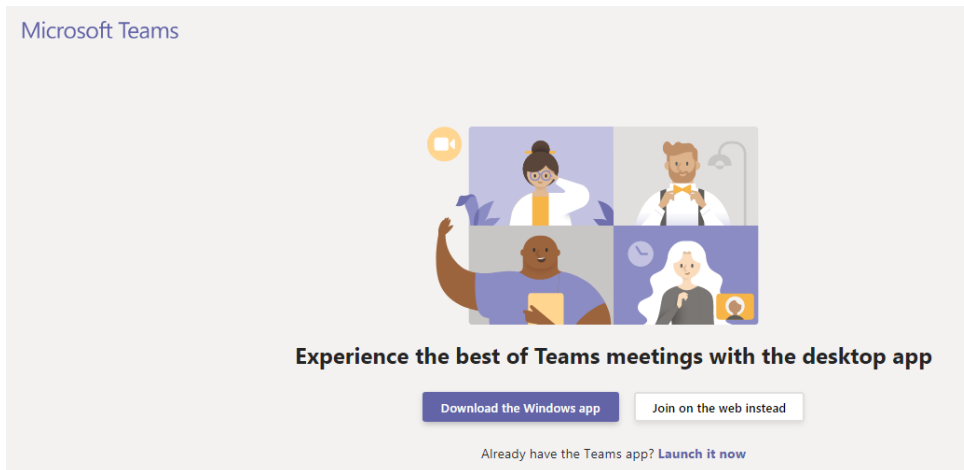 Microsoft Teams
Experience the best of Teams meetings with the desktop app
Download the Windows app
Join on the web instead
Already have the Teams app? Launch it now